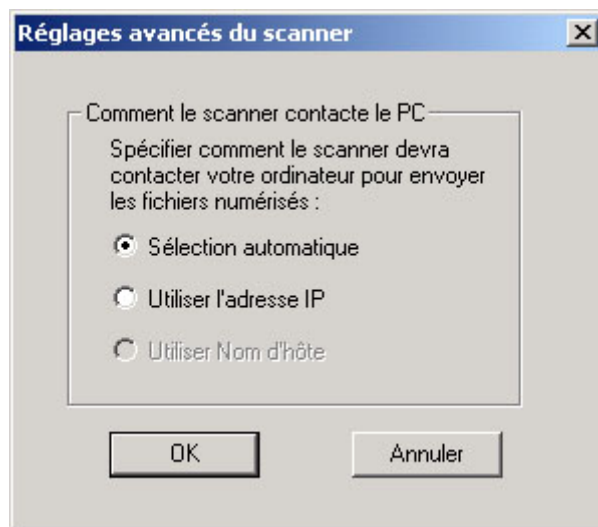 Réglages avancés du scanner
Comment le scanner contacte le PC
Spécifier comment le scanner devra
contacter votre ordinateur pour envoyer
les fichiers numérisés :
Sélection automatique
Utiliser l'adresse IP
Utiliser Nom d'hôte
OK
Annuler